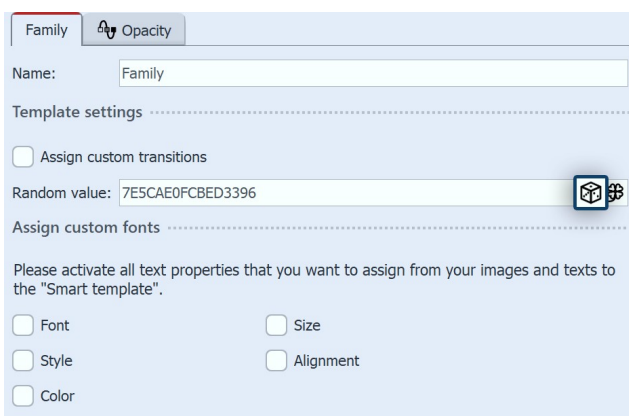 Family
Opacity
Name: Family
Template settings
Assign custom transitions
Random value: 7E5CAE0FCBED3396
Assign custom fonts
Please activate all text properties that you want to assign from your images and texts to
the "Smart template".
Font Size
Style Alignment
Color